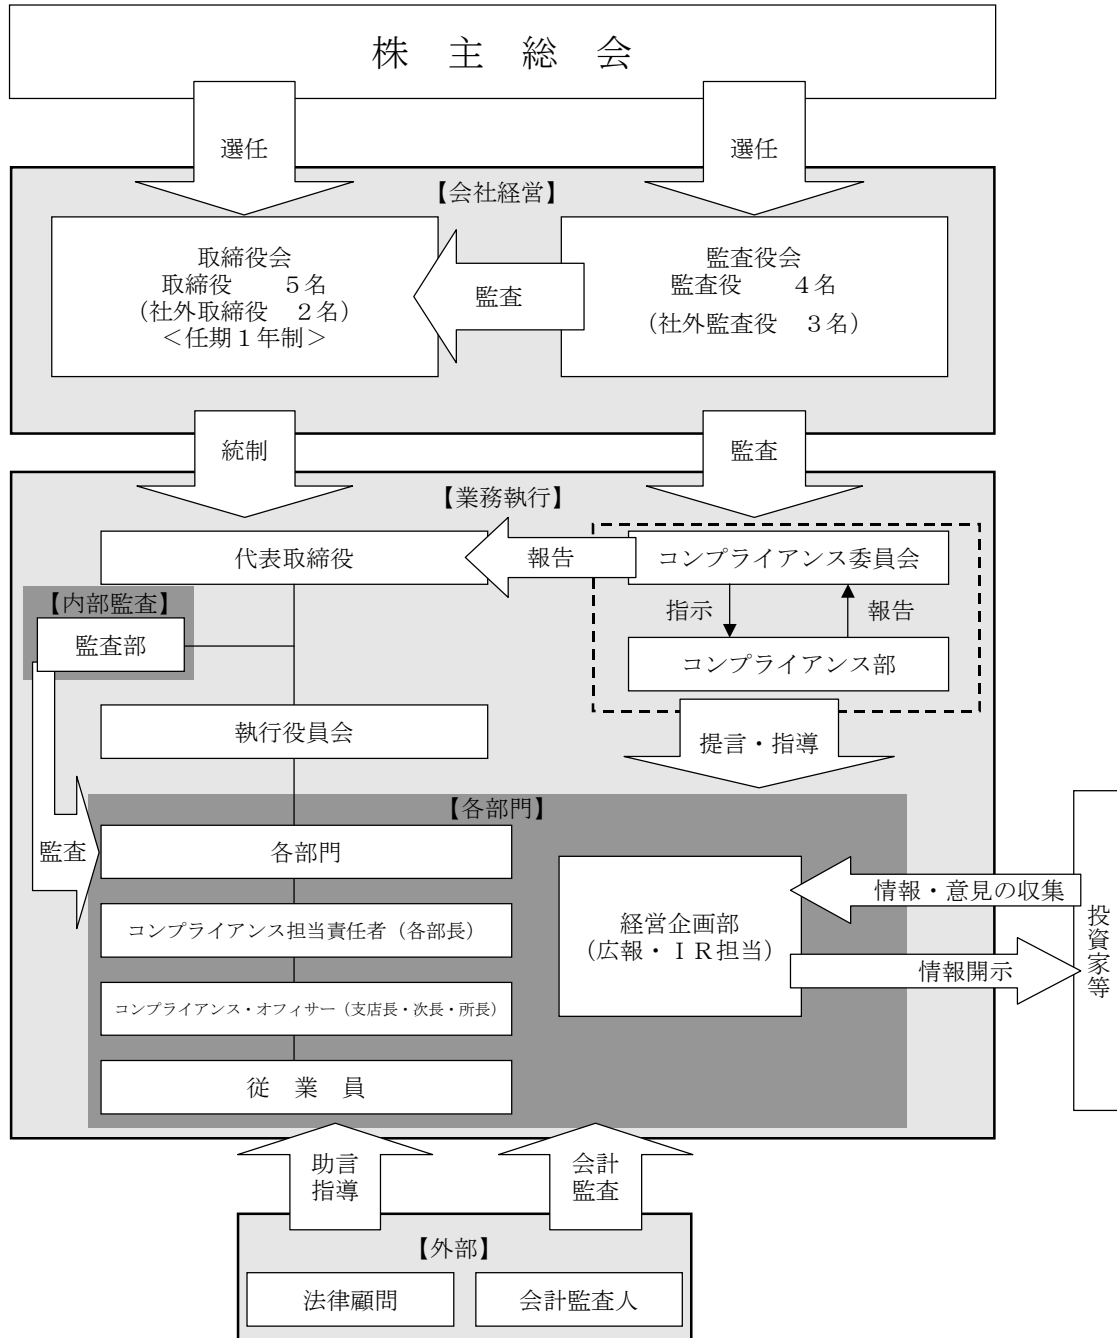 株　主　総　会
選任
選任
【会社経営】
取締役会
取締役　　５名
（社外取締役　２名）
＜任期１年制＞
監査
監査役会
監査役　　４名
（社外監査役　３名）
統制
監査
【業務執行】
代表取締役
報告
コンプライアンス委員会
指示
報告
コンプライアンス部
【内部監査】
監査部
執行役員会
提言・指導
【各部門】
監査
各部門
コンプライアンス担当責任者（各部長）
コンプライアンス・オフィサー（支店長・次長・所長）
従　業　員
経営企画部
（広報・ＩＲ担当）
情報・意見の収集
情報開示
投資家等
助言
指導
会計
監査
【外部】
法律顧問
会計監査人